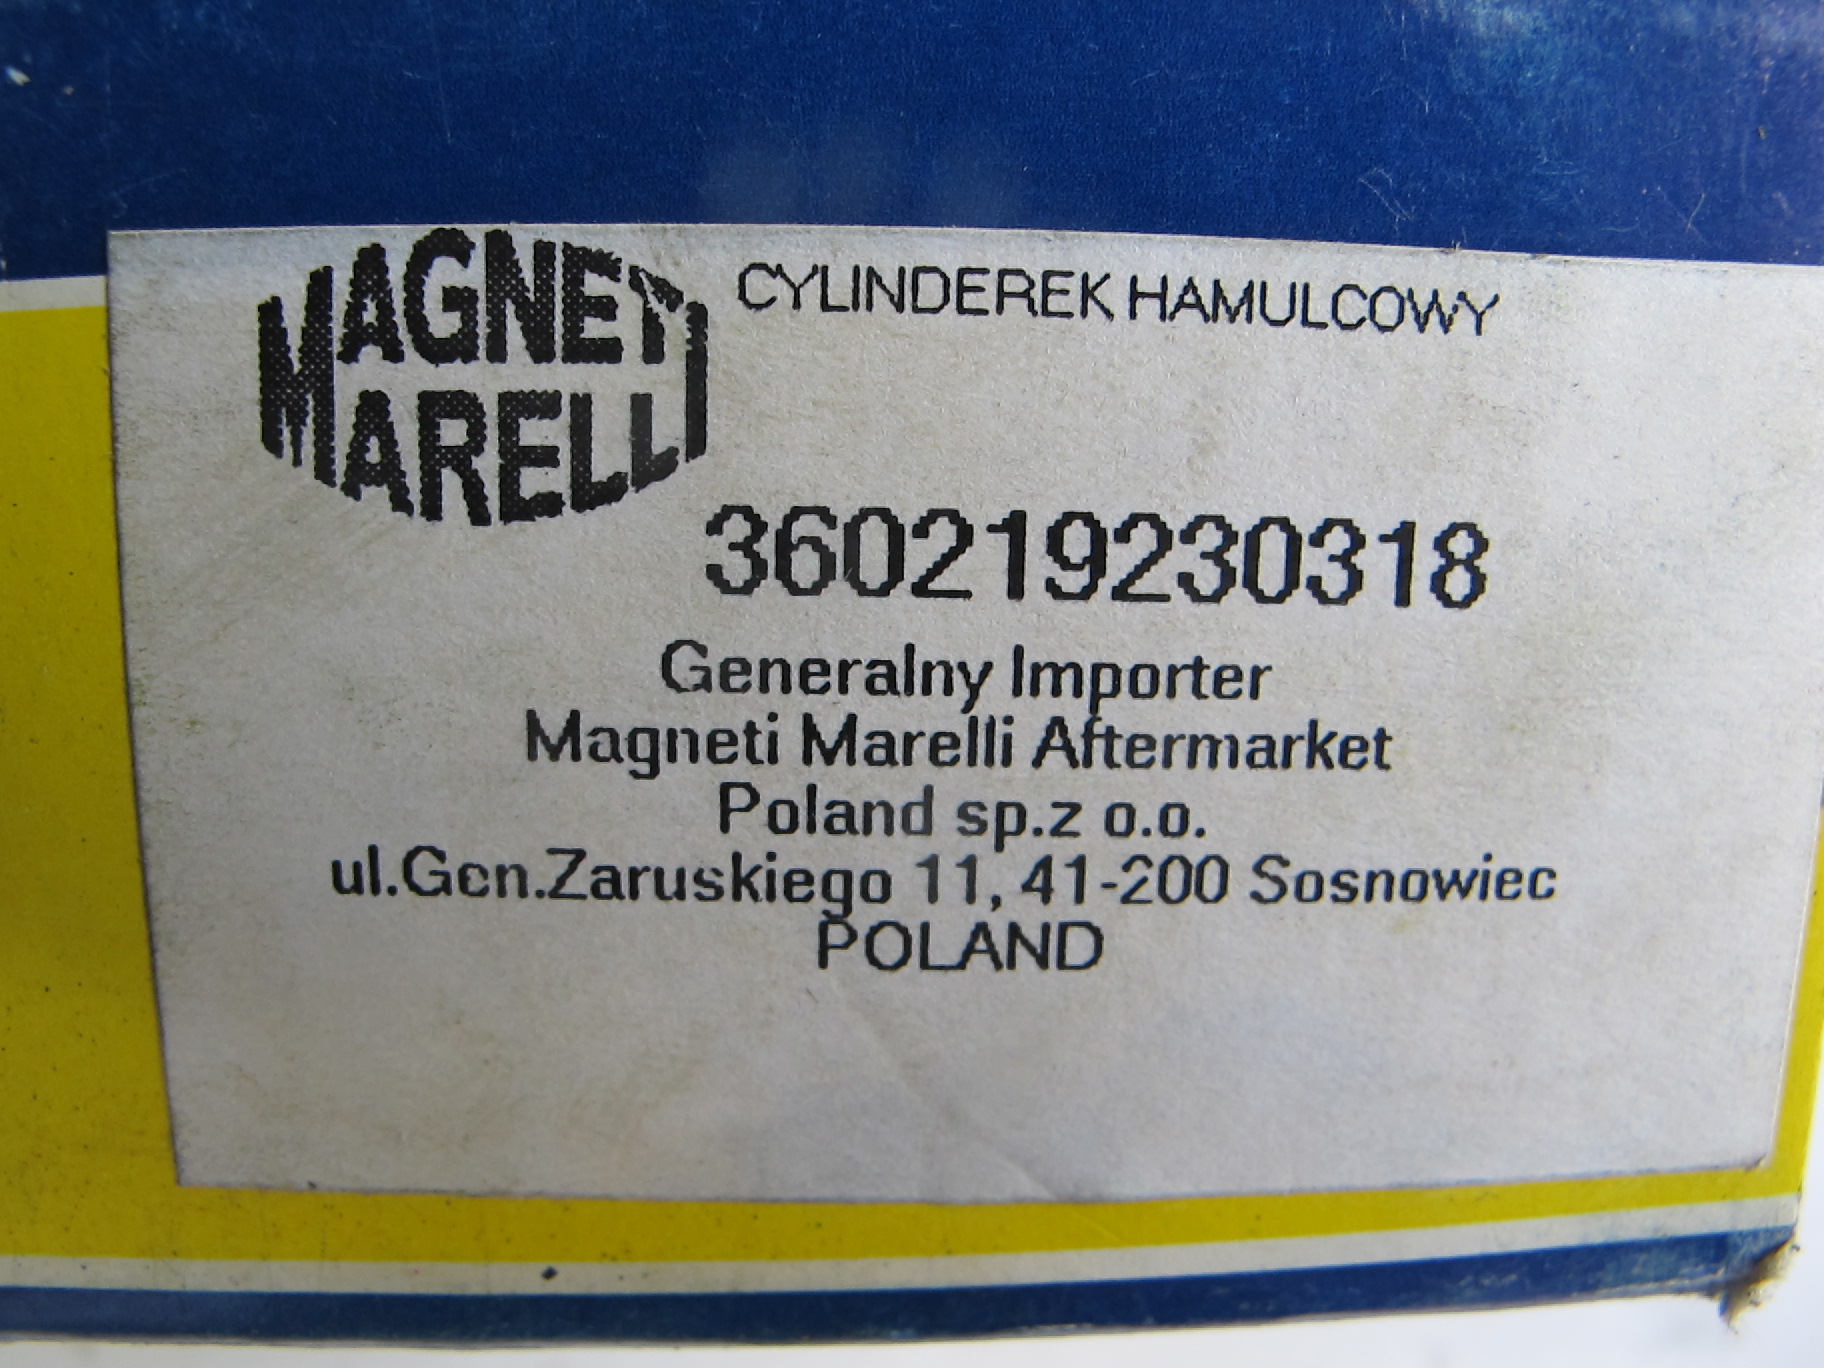 MAGNETI
MARELLI
CYLINDEREK HAMULCOWY
360219230318
Generalny Importer
Magneti Marelli Aftermarket
Poland sp.z o.o.
ul.Gen.Zaruskiego 11, 41-200 Sosnowiec
POLAND